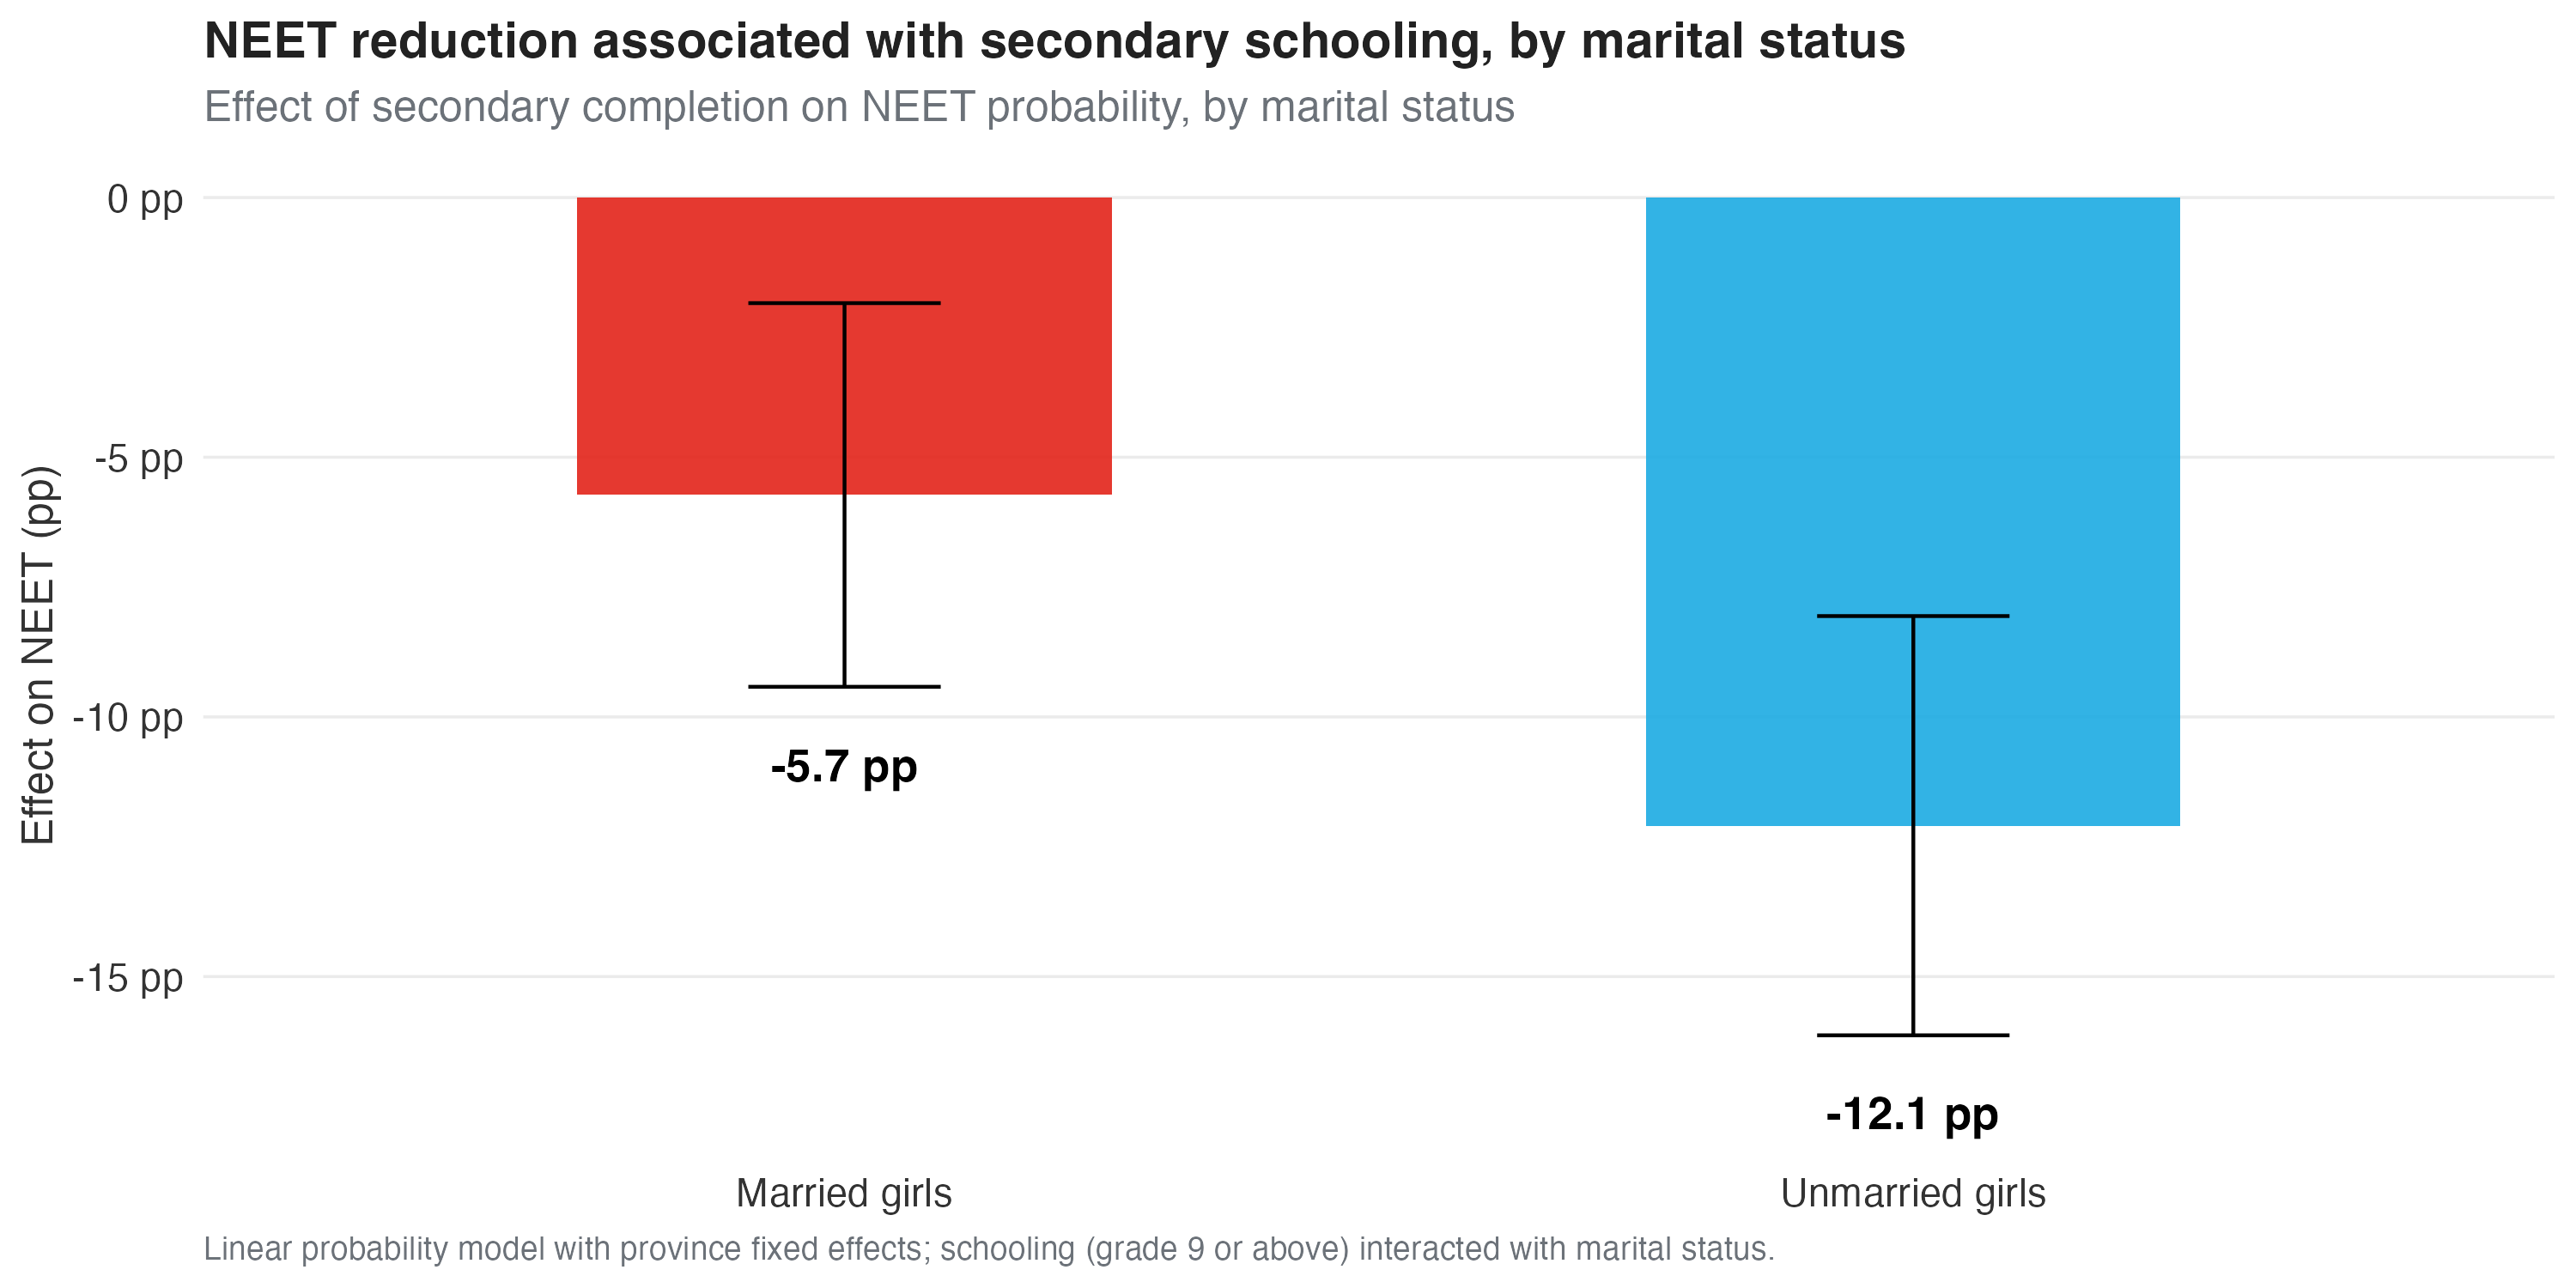 NEET reduction associated with secondary schooling, by marital status
Effect of secondary completion on NEET probability, by marital status
Effect on NEET (pp)
0 pp
-5 pp
-10 pp
-15 pp
-5.7 pp
-12.1 pp
Married girls
Unmarried girls
Linear probability model with province fixed effects; schooling (grade 9 or above) interacted with marital status.